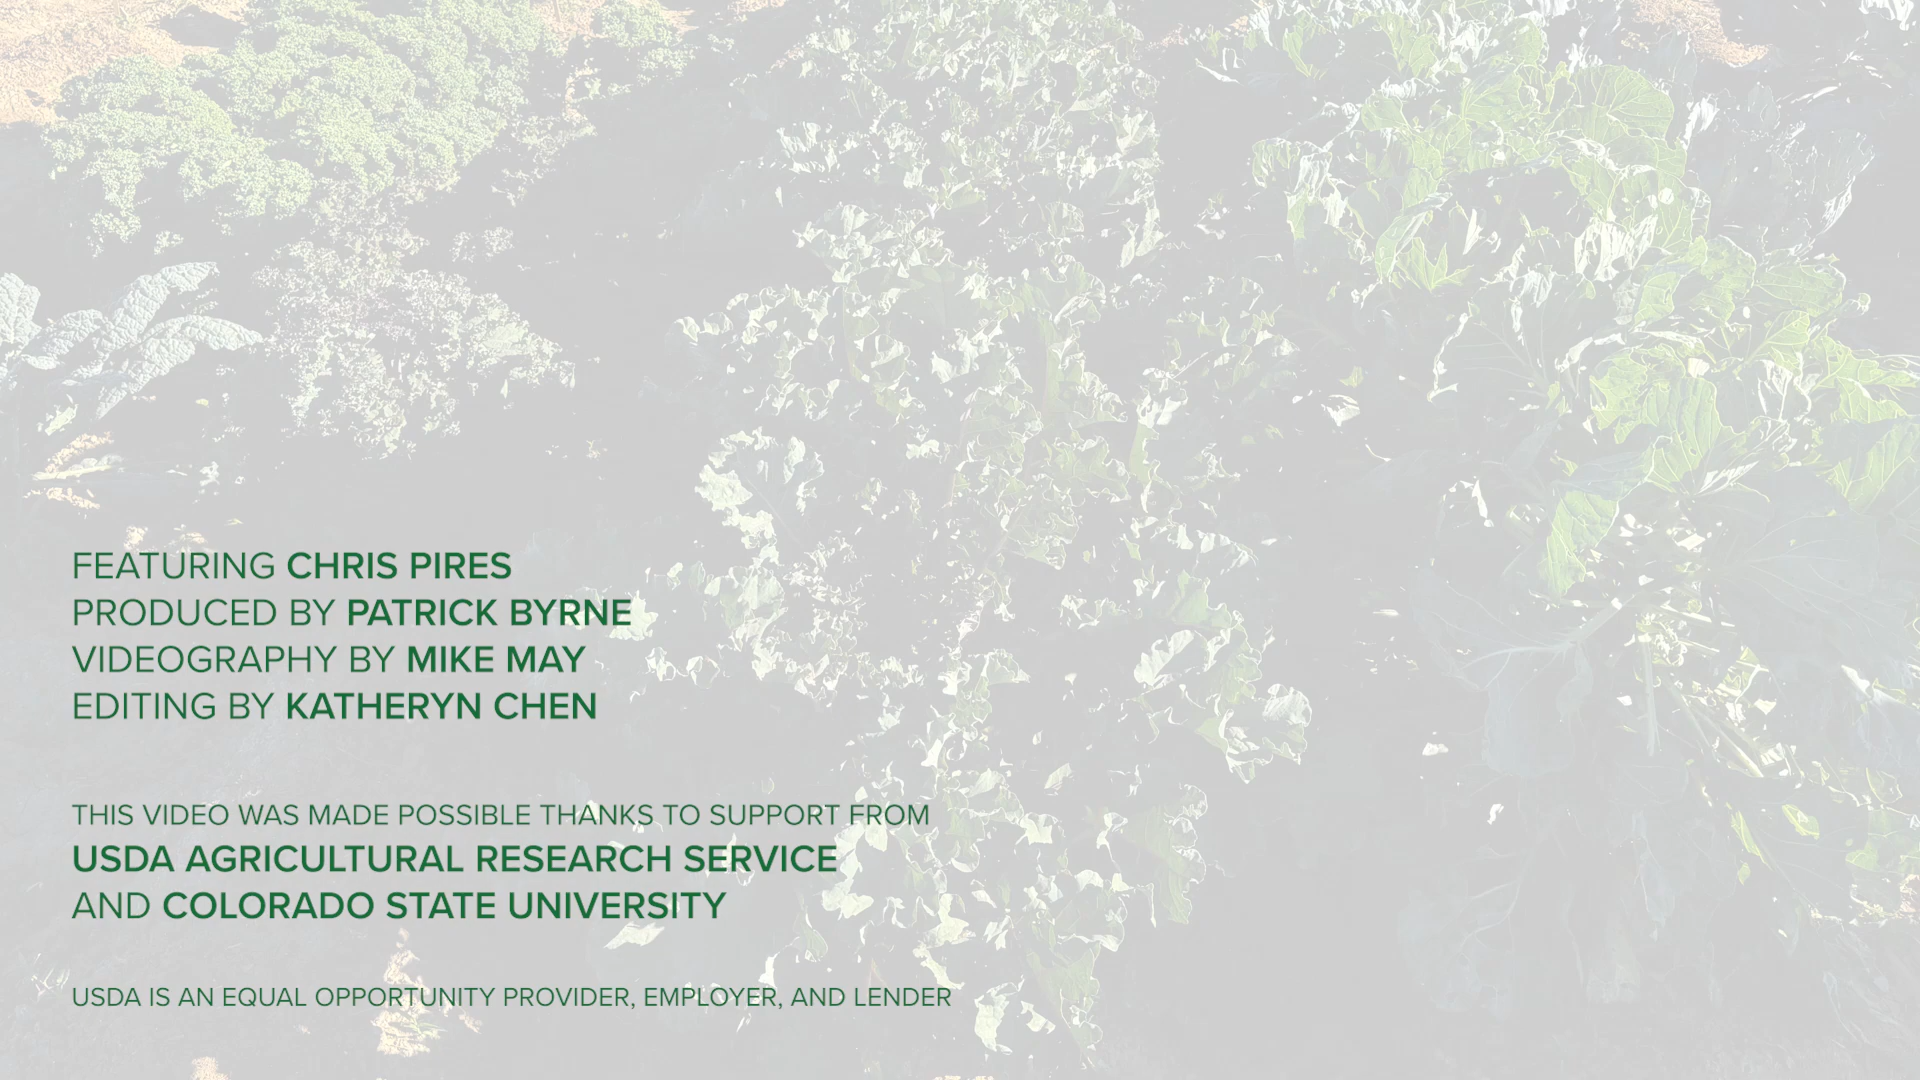 FEATURING CHRIS PIRES
PRODUCED BY PATRICK BYRNE
VIDEOGRAPHY BY MIKE MAY
EDITING BY KATHERYN CHEN
THIS VIDEO WAS MADE POSSIBLE THANKS TO SUPPORT FROM
USDA AGRICULTURAL RESEARCH SERVICE
AND COLORADO STATE UNIVERSITY
USDA IS AN EQUAL OPPORTUNITY PROVIDER, EMPLOYER, AND LENDER